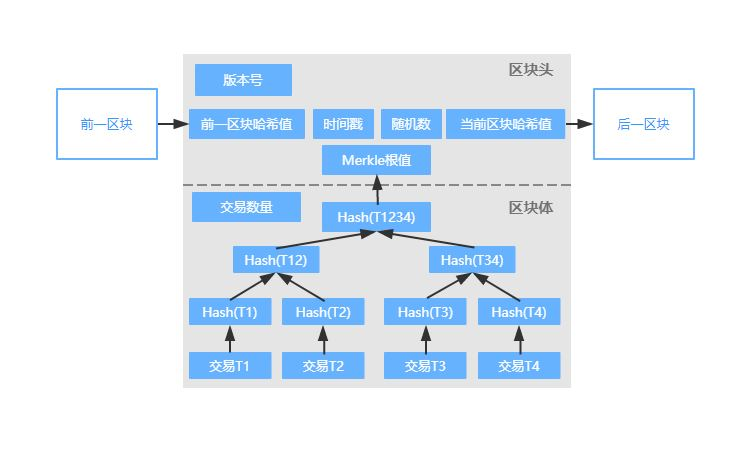 区块头
版本号
前一区块
前一区块哈希值
时间戳
随机数
当前区块哈希值
后一区块
Merkle根值
交易数量
Hash(T1234)
区块体
Hash(T12)
Hash(T34)
Hash(T1)
Hash(T2)
Hash(T3)
Hash(T4)
交易T1
交易T2
交易T3
交易T4